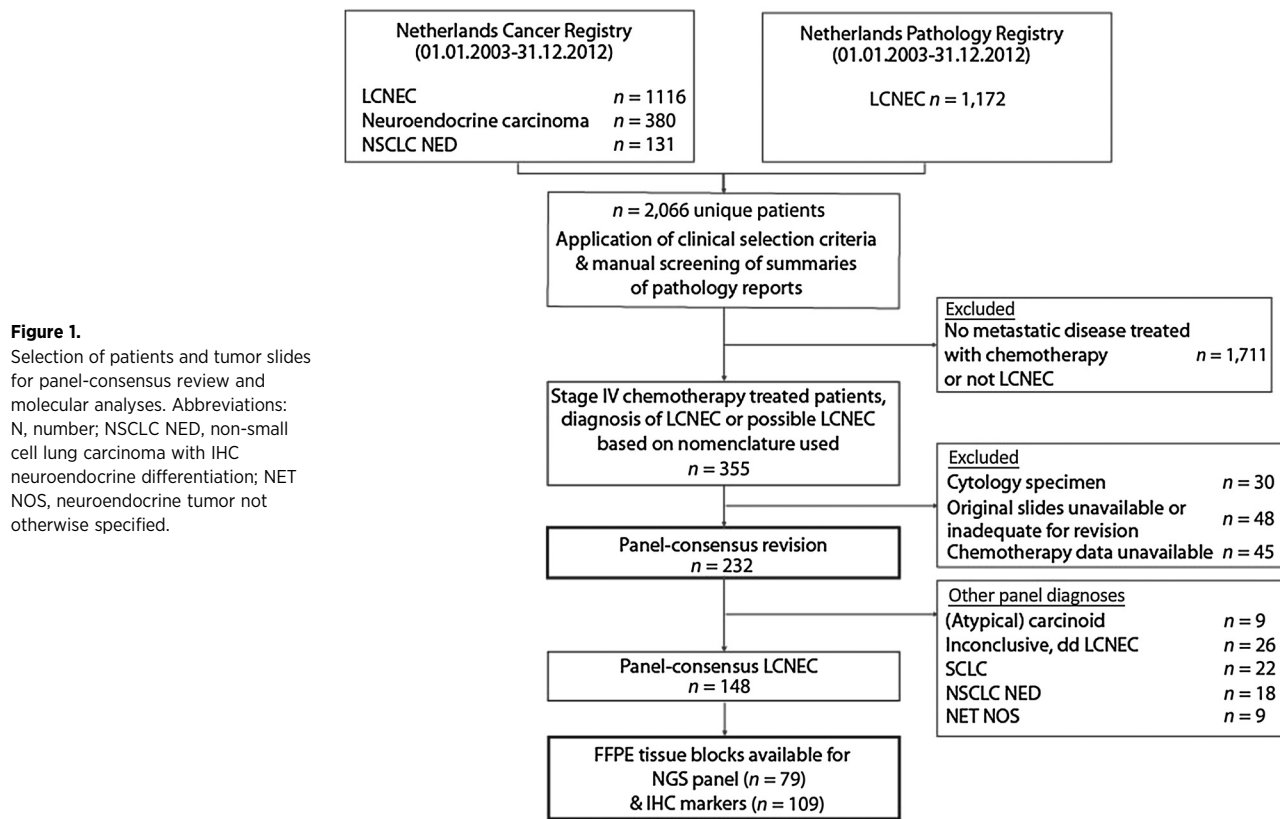 Netherlands Cancer Registry
(01.01.2003-31.12.2012)
LCNEC n = 1116
Neuroendocrine carcinoma n = 380
NSCLC NED n = 131
Netherlands Pathology Registry
(01.01.2003-31.12.2012)
LCNEC n = 1,172
n = 2,066 unique patients
Application of clinical selection criteria
& manual screening of summaries
of pathology reports
Excluded
No metastatic disease treated
with chemotherapy n = 1,711
or not LCNEC
Stage IV chemotherapy treated patients,
diagnosis of LCNEC or possible LCNEC
based on nomenclature used
n = 355
Excluded
Cytology specimen n = 30
Original slides unavailable or
inadequate for revision n = 48
Chemotherapy data unavailable n = 45
Panel-consensus revision
n = 232
Other panel diagnoses
(Atypical) carcinoid n = 9
Inconclusive, dd LCNEC n = 26
SCLC n = 22
NSCLC NED n = 18
NET NOS n = 9
Panel-consensus LCNEC
n = 148
FFPE tissue blocks available for
NGS panel (n = 79)
& IHC markers (n = 109)
Figure 1.
Selection of patients and tumor slides
for panel-consensus review and
molecular analyses. Abbreviations:
N, number; NSCLC NED, non-small
cell lung carcinoma with IHC
neuroendocrine differentiation; NET
NOS, neuroendocrine tumor not
otherwise specified.